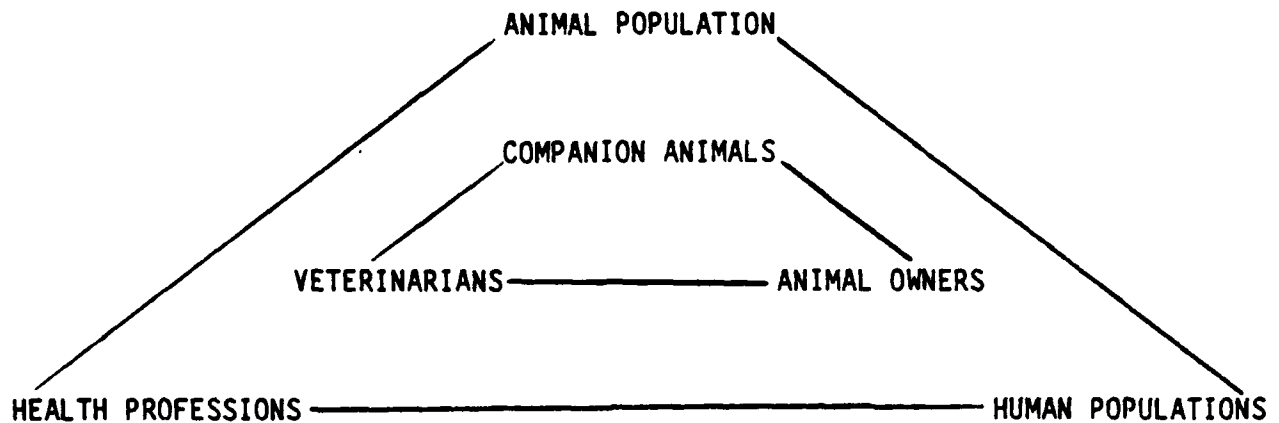 ANIMAL POPULATION
COMPANION ANIMALS
VETERINARIANS ANIMAL OWNERS
HEALTH PROFESSIONS HUMAN POPULATIONS